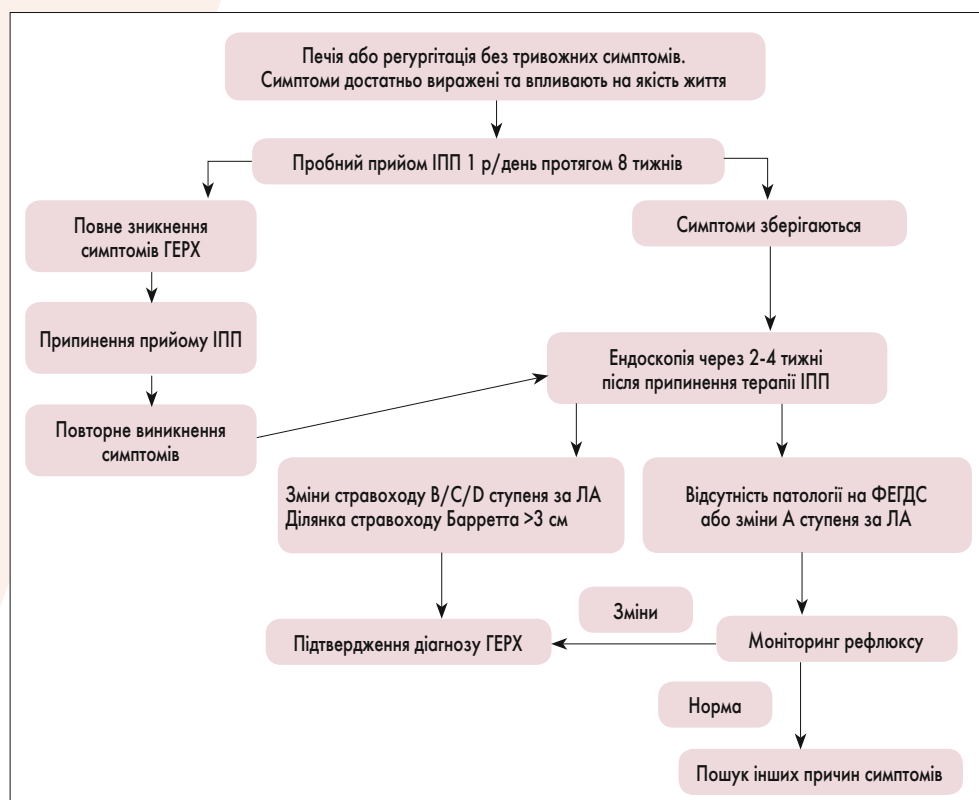 Печія або регургітація без тривожних симптомів.
Симптоми достатньо виражені та впливають на якість життя
Пробний прийом ІПП 1 р/день протягом 8 тижнів
Повне зникнення
симптомів ГЕРХ
Симптоми зберігаються
Припинення прийому ІПП
Ендоскопія через 2-4 тижні
після припинення терапії ІПП
Повторне виникнення
симптомів
Зміни стравоходу B/C/D ступеня за ЛА
Ділянка стравоходу Барретта >3 см
Відсутність патології на ФЕГДС
або зміни А ступеня за ЛА
Зміни
Підтвердження діагнозу ГЕРХ
Моніторинг рефлюксу
Норма
Пошук інших причин симптомів